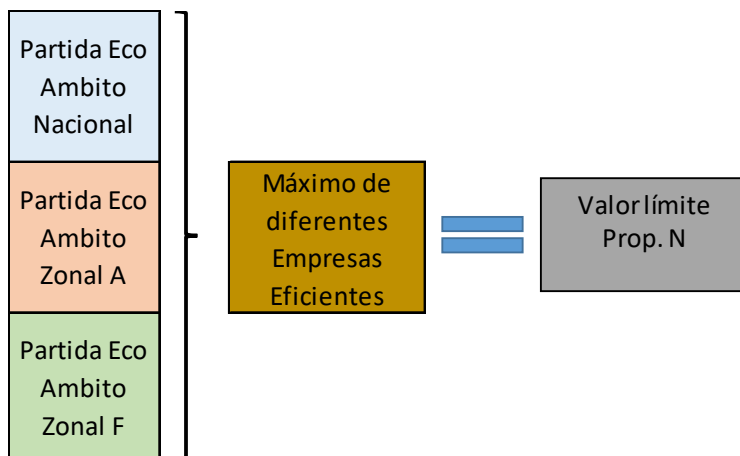 Partida Eco
Ambito
Nacional
Partida Eco
Ambito
Zonal A
Partida Eco
Ambito
Zonal F
Máximo de
diferentes
Empresas
Eficientes
Valor límite
Prop. N